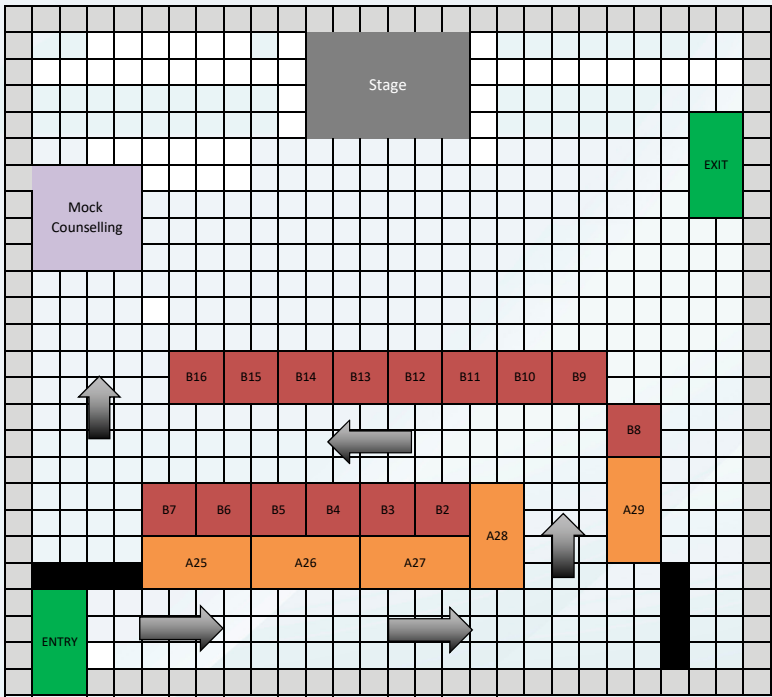 Stage
EXIT
Mock
Counselling
B16 B15 B14 B13 B12 B11 B10 B9
B8
B7 B6 B5 B4 B3 B2
A28
A29
A25 A26 A27
ENTRY